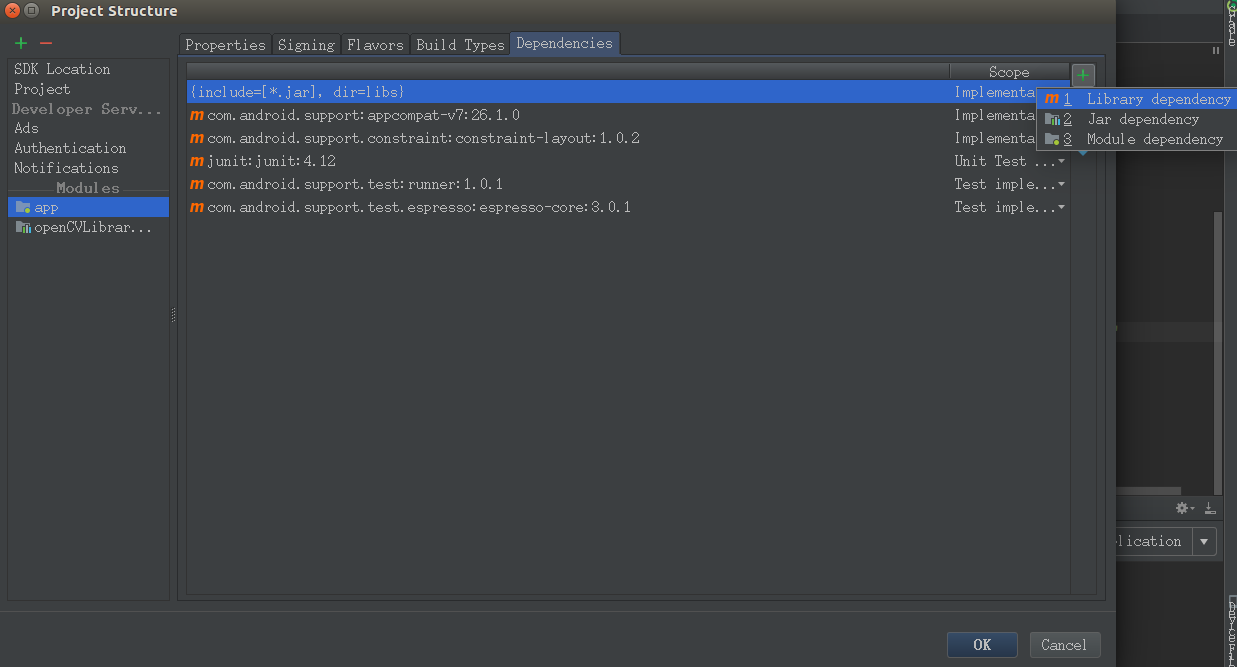 Project Structure
Properties Signing Flavors Build Types Dependencies
SDK Location
Project
Developer Serv...
Ads
Authentication
Notifications
Modules
app
openCVLibrar...
Scope
{include=[*.jar], dir=libs} Implementa
com.android.support:appcompat-v7:26.1.0 Implementa
com.android.support.constraint:constraint-layout:1.0.2 Implementa
junit:junit:4.12 Unit Test ...
com.android.support.test:runner:1.0.1 Test imple...
com.android.support.test.espresso:espresso-core:3.0.1 Test imple...
1 Library dependency
2 Jar dependency
3 Module dependency
lication
OK Cancel